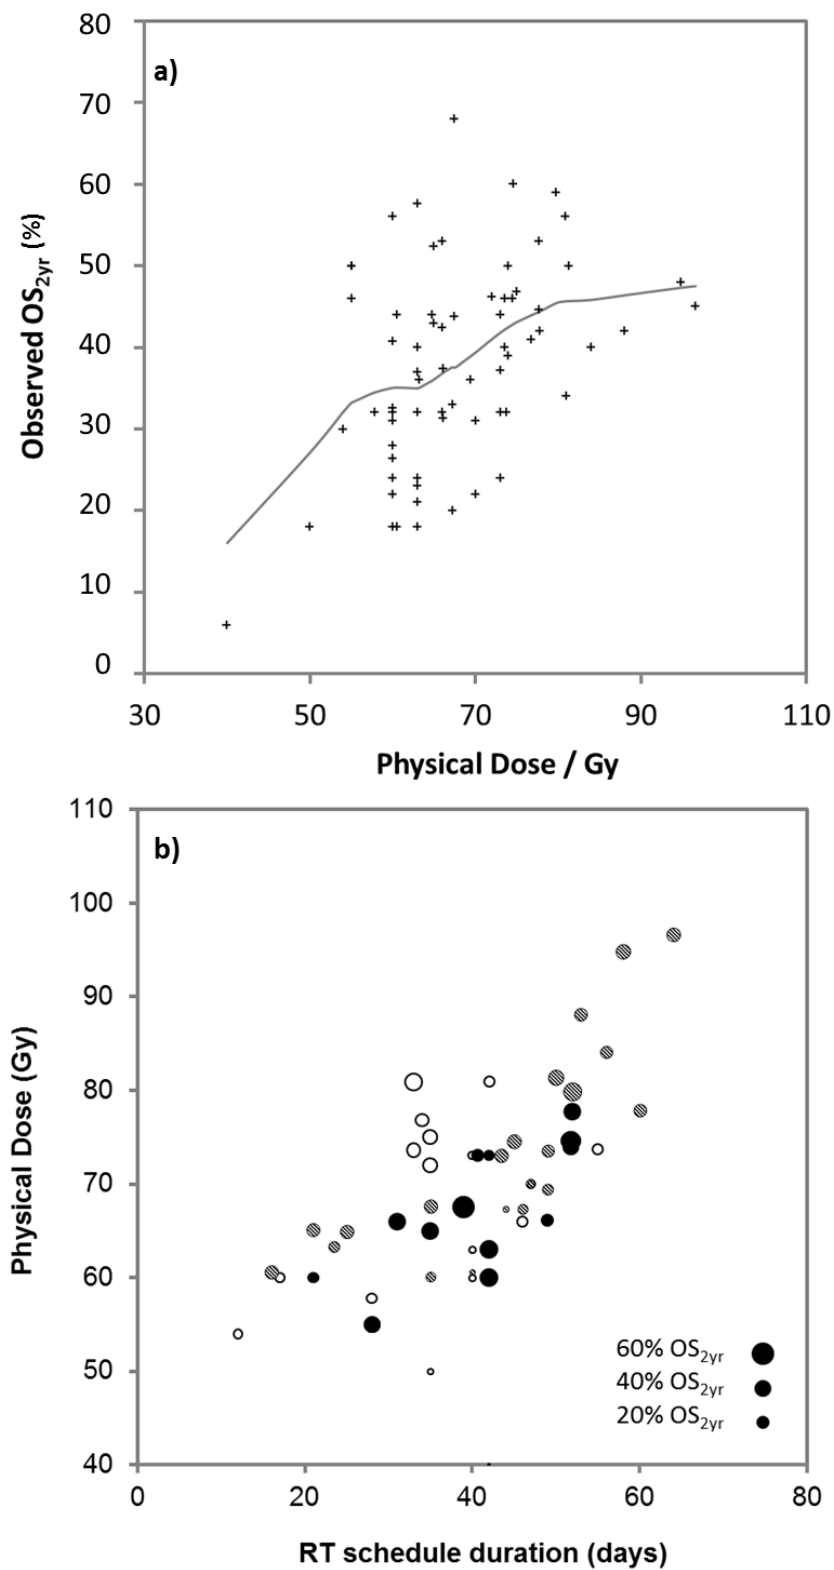 80
a)
70
60
50
40
30
20
10
0
Observed OS2yr (%)
30 50 70 90 110
Physical Dose / Gy
110
b)
100
90
80
70
60
50
40
Physical Dose (Gy)
60% OS2yr
40% OS2yr
20% OS2yr
0 20 40 60 80
RT schedule duration (days)